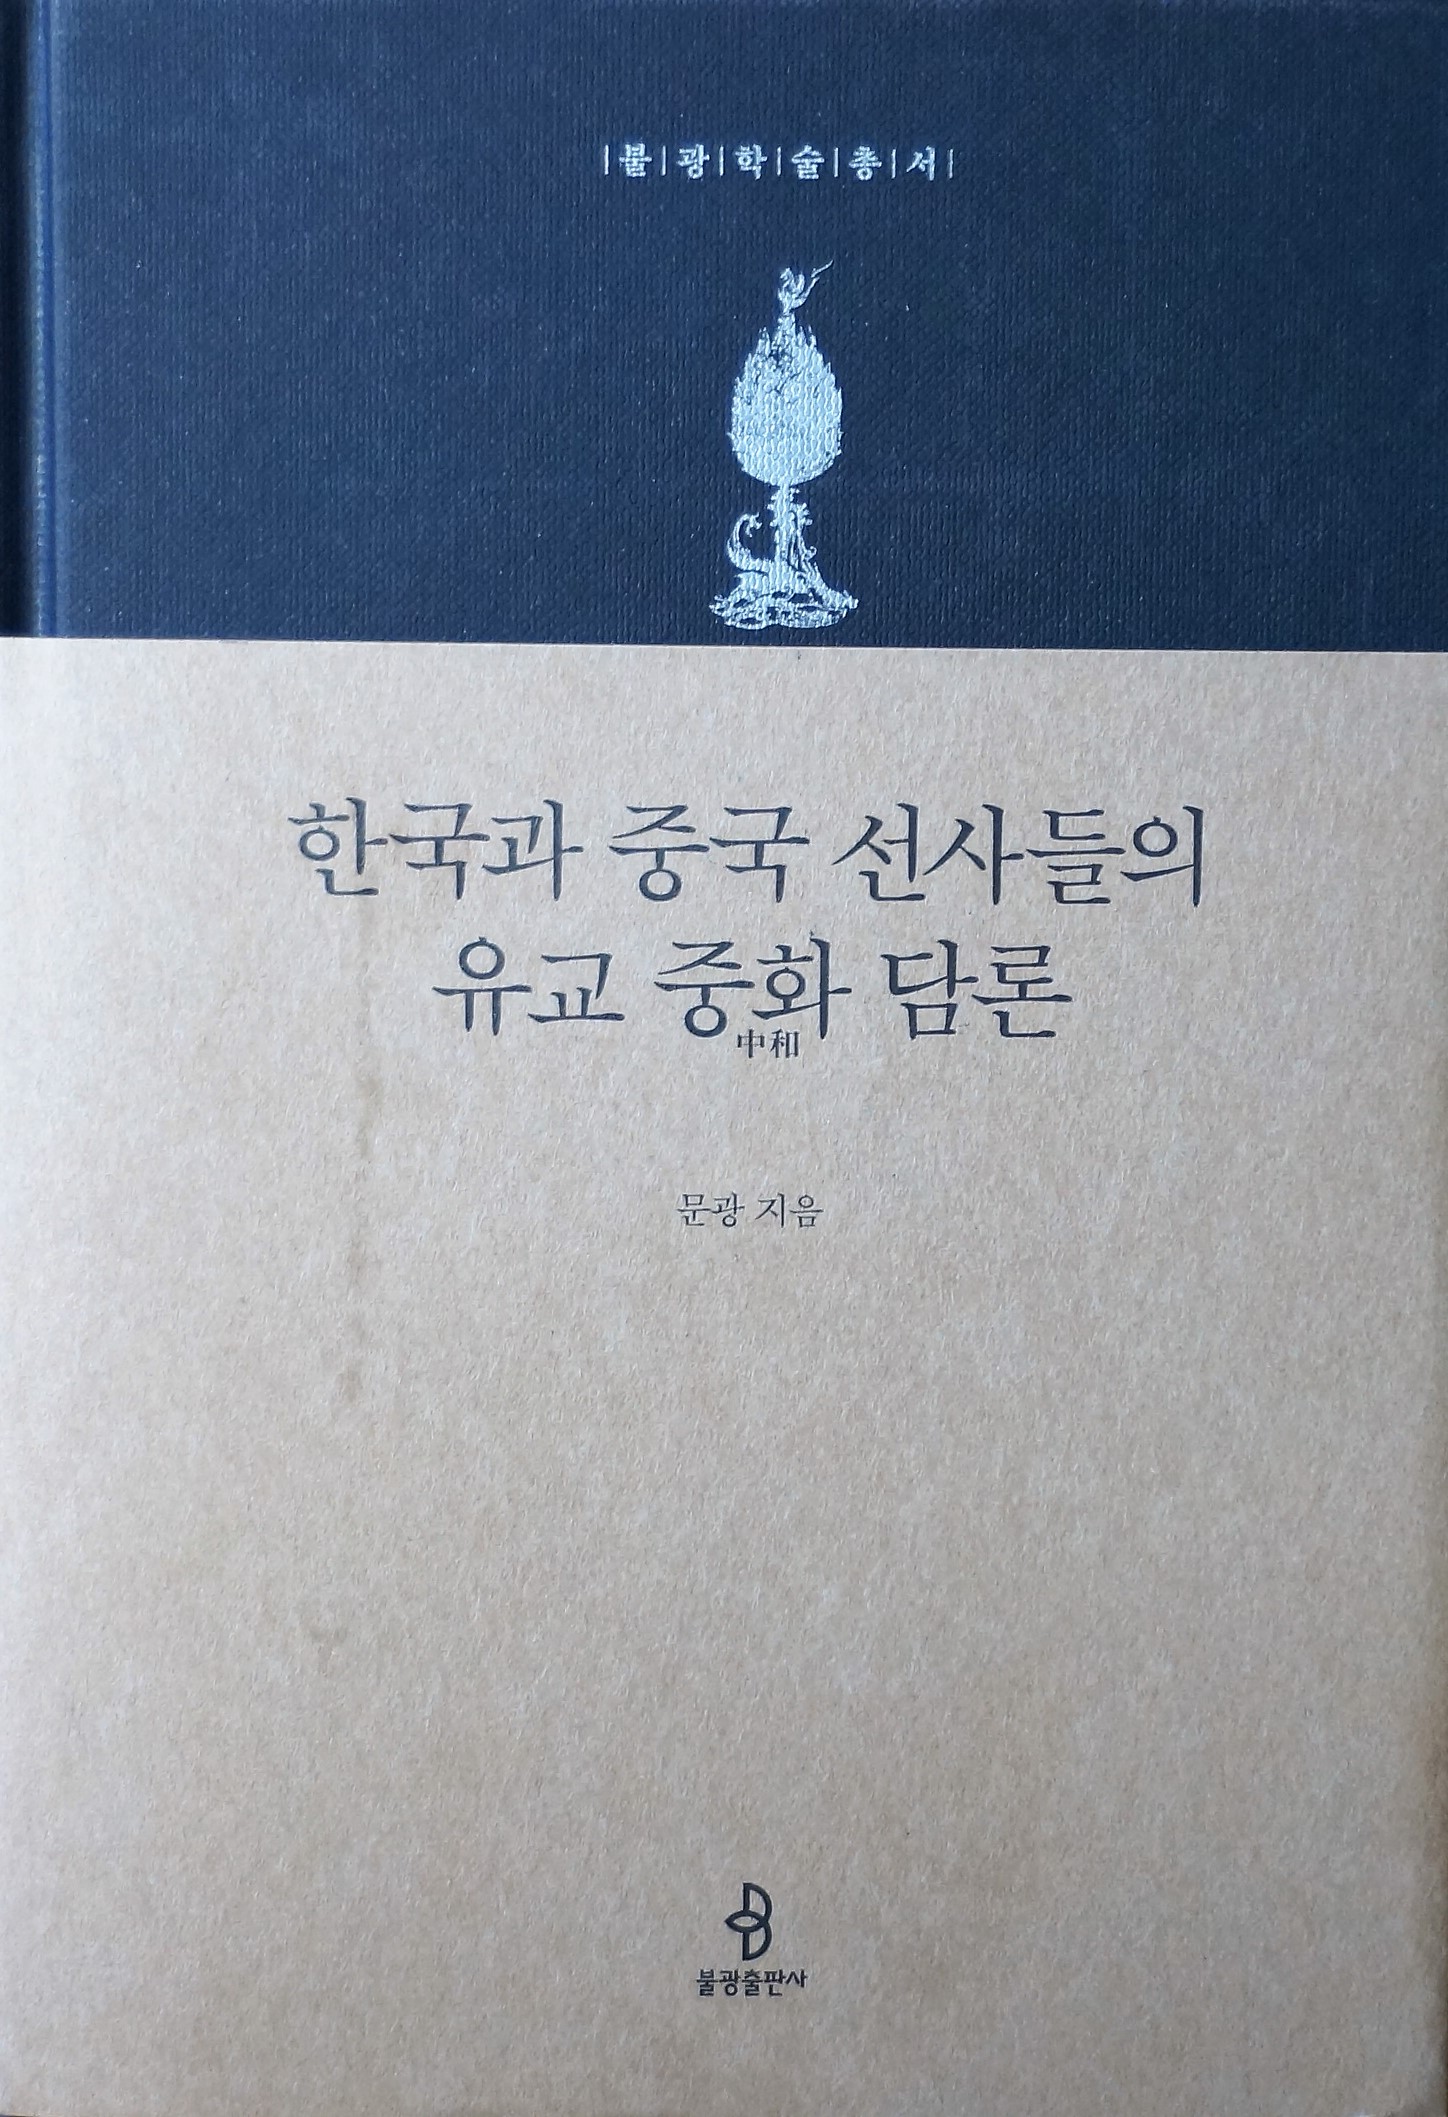 |불|광|학|술|총|서|
한국과 중국 선사들의
유교 중화 담론
中和
문광 지음
불광출판사